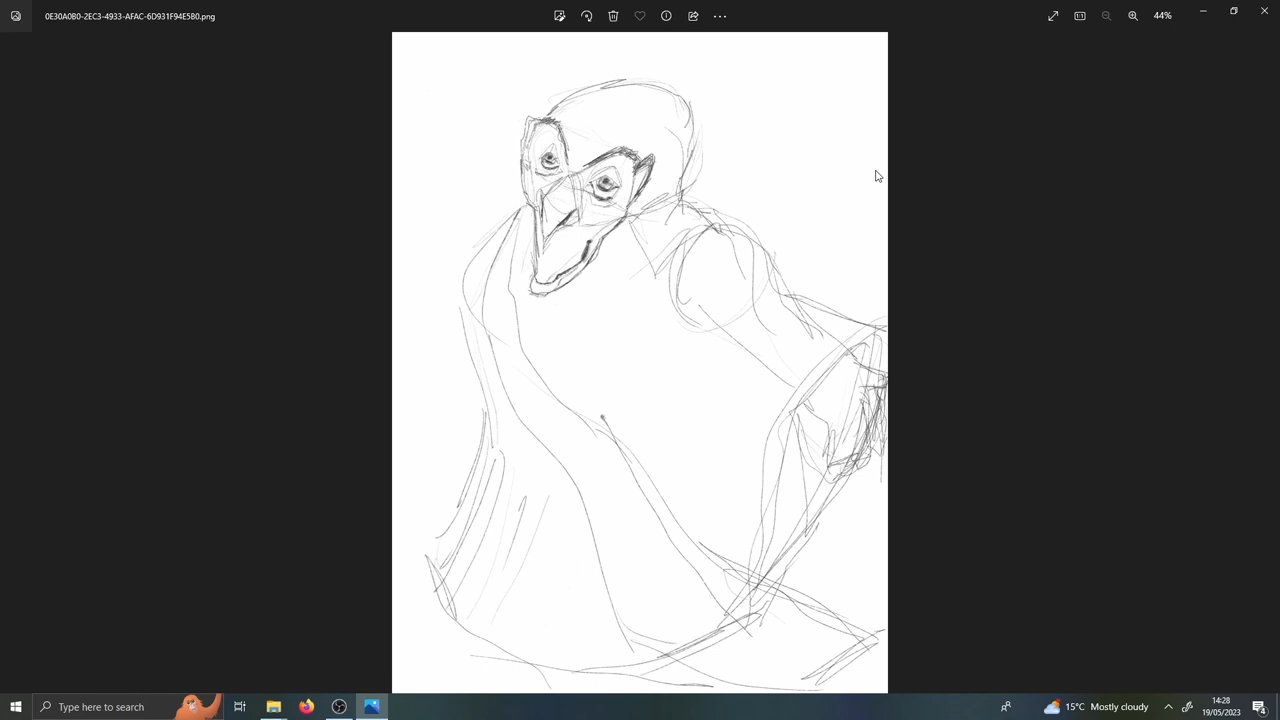 0E30A0B0-2EC3-4933-AFAC-6D931F94E5B0.png
44%
Type here to search
15°C Mostly cloudy
14:28
19/05/2023
4